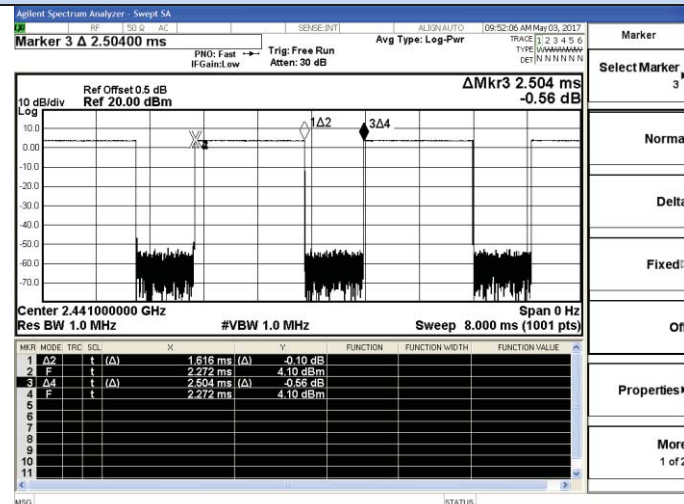 Agilent Spectrum Analyzer - Swept SA
RF 50 Ω AC SENSE:INT ALIGNAUTO 09:52:06 AM May 03, 2017
Marker 3 Δ 2.50400 ms
PNO: Fast
IFGain:Low
Trig: Free Run
Atten: 30 dB
Avg Type: Log-Pwr
TRACE 1 2 3 4 5 6
TYPE
DET N N N N N N
Ref Offset 0.5 dB
10 dB/div Ref 20.00 dBm
Log
ΔMkr3 2.504 ms
-0.56 dB
10.0
0.00
-10.0
-20.0
-30.0
-40.0
-50.0
-60.0
-70.0
1Δ2
3Δ4
Center 2.441000000 GHz Span 0 Hz
Res BW 1.0 MHz #VBW 1.0 MHz Sweep 8.000 ms (1001 pts)
MKR MODE TRC SCL X Y FUNCTION FUNCTION WIDTH FUNCTION VALUE
1 Δ2 t (Δ) 1.616 ms (Δ) -0.10 dB
2 F t 2.272 ms 4.10 dBm
3 Δ4 t (Δ) 2.504 ms (Δ) -0.56 dB
4 F t 2.272 ms 4.10 dBm
5
6
7
8
9
10
11
MSG STATUS
Marker
Select Marker
3
Norma
Delta
Fixed
Of
Properties
More
1 of 2